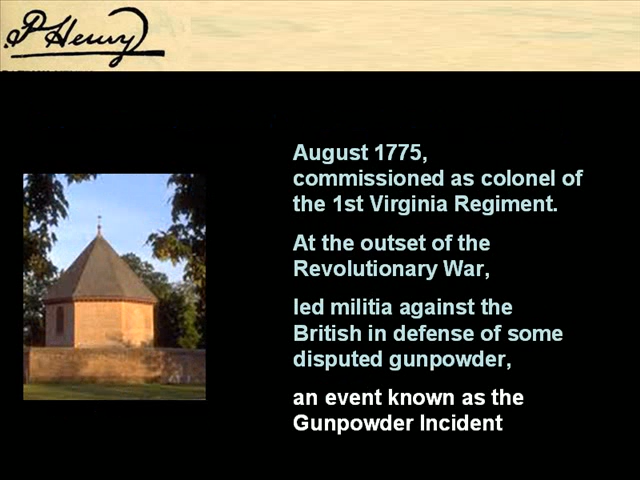 P Henry
August 1775,
commissioned as colonel of
the 1st Virginia Regiment.
At the outset of the
Revolutionary War,
led militia against the
British in defense of some
disputed gunpowder,
an event known as the
Gunpowder Incident